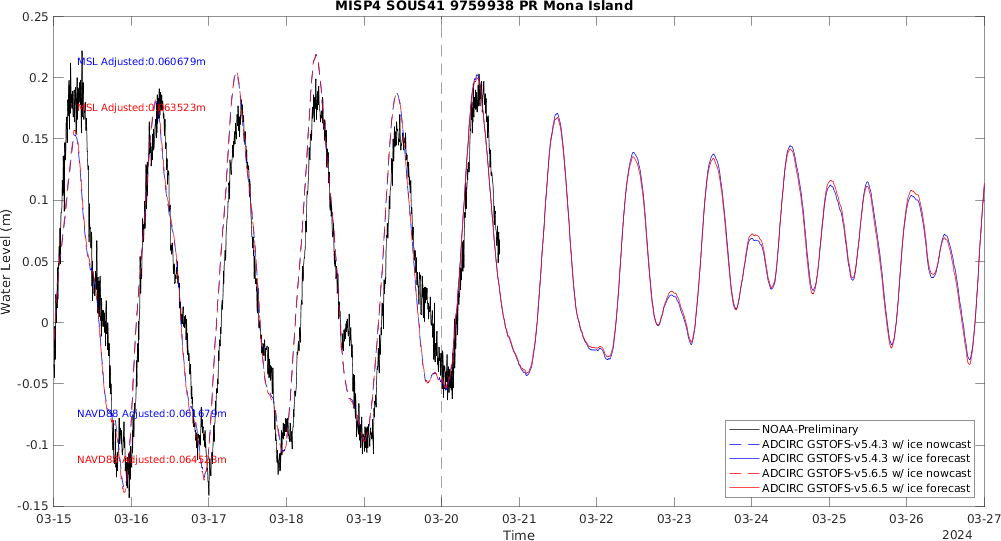 MISP4 SOUS41 9759938 PR Mona Island
0.25
0.2
0.15
0.1
0.05
0
-0.05
-0.1
-0.15
Water Level (m)
MSL Adjusted:0.060679m
MSL Adjusted:0.063523m
NAVD88 Adjusted:0.061679m
NAVD88 Adjusted:0.064523m
NOAA-Preliminary
ADCIRC GSTOFS-v5.4.3 w/ ice nowcast
ADCIRC GSTOFS-v5.4.3 w/ ice forecast
ADCIRC GSTOFS-v5.6.5 w/ ice nowcast
ADCIRC GSTOFS-v5.6.5 w/ ice forecast
03-15 03-16 03-17 03-18 03-19 03-20 03-21 03-22 03-23 03-24 03-25 03-26 03-27
Time
2024